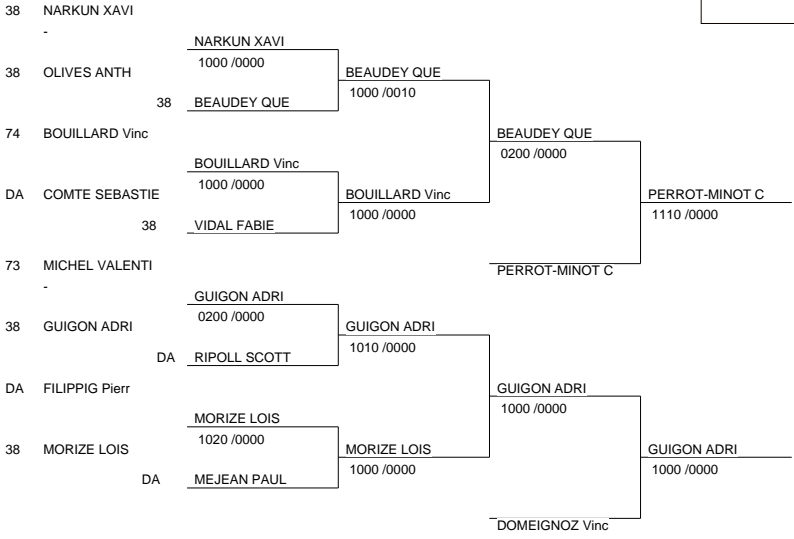 38 NARKUN XAVI
-
NARKUN XAVI
1000 /0000
38 OLIVES ANTH
BEAUDEY QUE
1000 /0010
38 BEAUDEY QUE
74 BOUILLARD Vinc
BEAUDEY QUE
0200 /0000
BOUILLARD Vinc
1000 /0000
DA COMTE SEBASTIE
BOUILLARD Vinc
1000 /0000
PERROT-MINOT C
1110 /0000
38 VIDAL FABIE
73 MICHEL VALENTI
-
PERROT-MINOT C
GUIGON ADRI
0200 /0000
38 GUIGON ADRI
GUIGON ADRI
1010 /0000
DA RIPOLL SCOTT
DA FILIPPIG Pierr
GUIGON ADRI
1000 /0000
MORIZE LOIS
1020 /0000
38 MORIZE LOIS
MORIZE LOIS
1000 /0000
GUIGON ADRI
1000 /0000
DA MEJEAN PAUL
DOMEIGNOZ Vinc